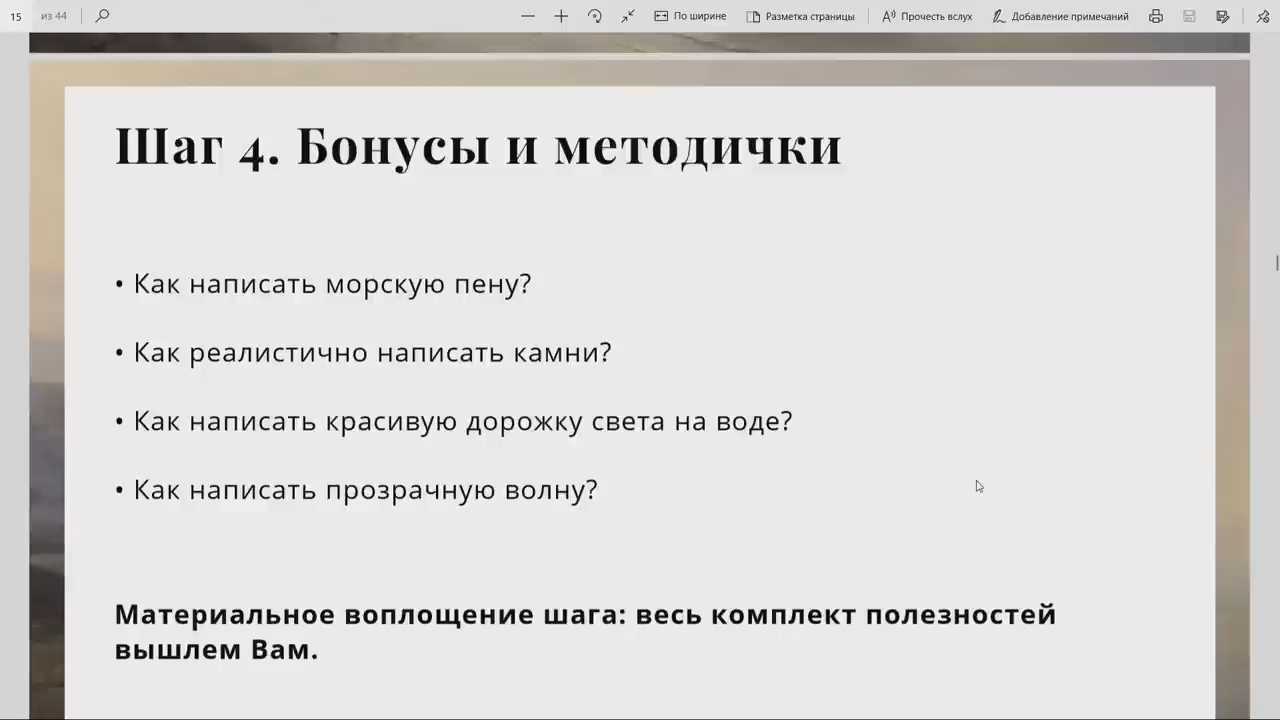 15 из 44 По ширине Разметка страницы Прочесть вслух Добавление примечаний
Шаг 4. Бонусы и методички
• Как написать морскую пену?
• Как реалистично написать камни?
• Как написать красивую дорожку света на воде?
• Как написать прозрачную волну?
Материальное воплощение шага: весь комплект полезностей
вышлем Вам.